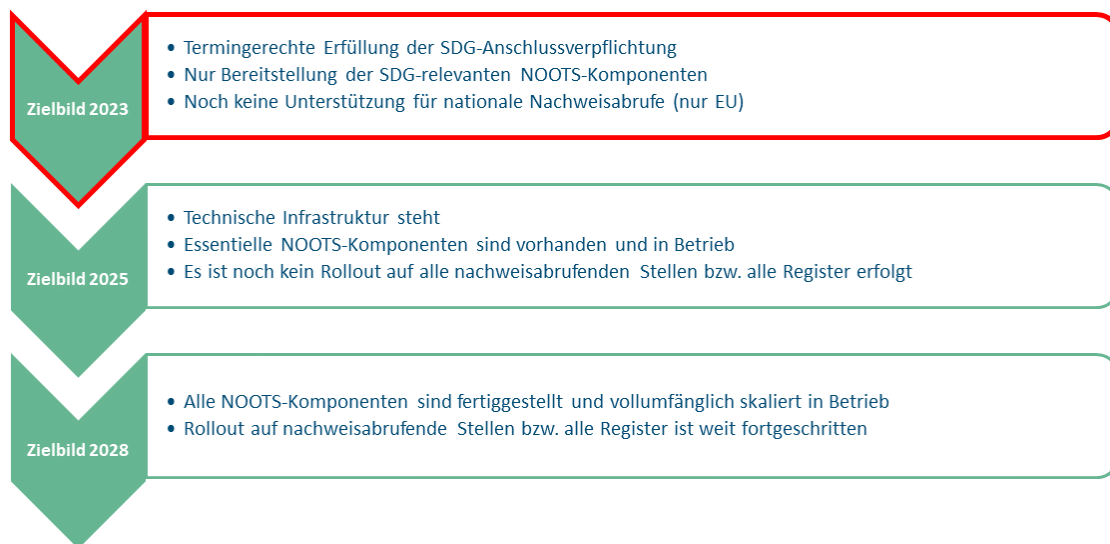 Zielbild 2023
• Termingerechte Erfüllung der SDG-Anschlussverpflichtung
• Nur Bereitstellung der SDG-relevanten NOOTS-Komponenten
• Noch keine Unterstützung für nationale Nachweisabrufe (nur EU)
Zielbild 2025
• Technische Infrastruktur steht
• Essentielle NOOTS-Komponenten sind vorhanden und in Betrieb
• Es ist noch kein Rollout auf alle nachweisabrufenden Stellen bzw. alle Register erfolgt
Zielbild 2028
• Alle NOOTS-Komponenten sind fertiggestellt und vollumfänglich skaliert in Betrieb
• Rollout auf nachweisabrufende Stellen bzw. alle Register ist weit fortgeschritten